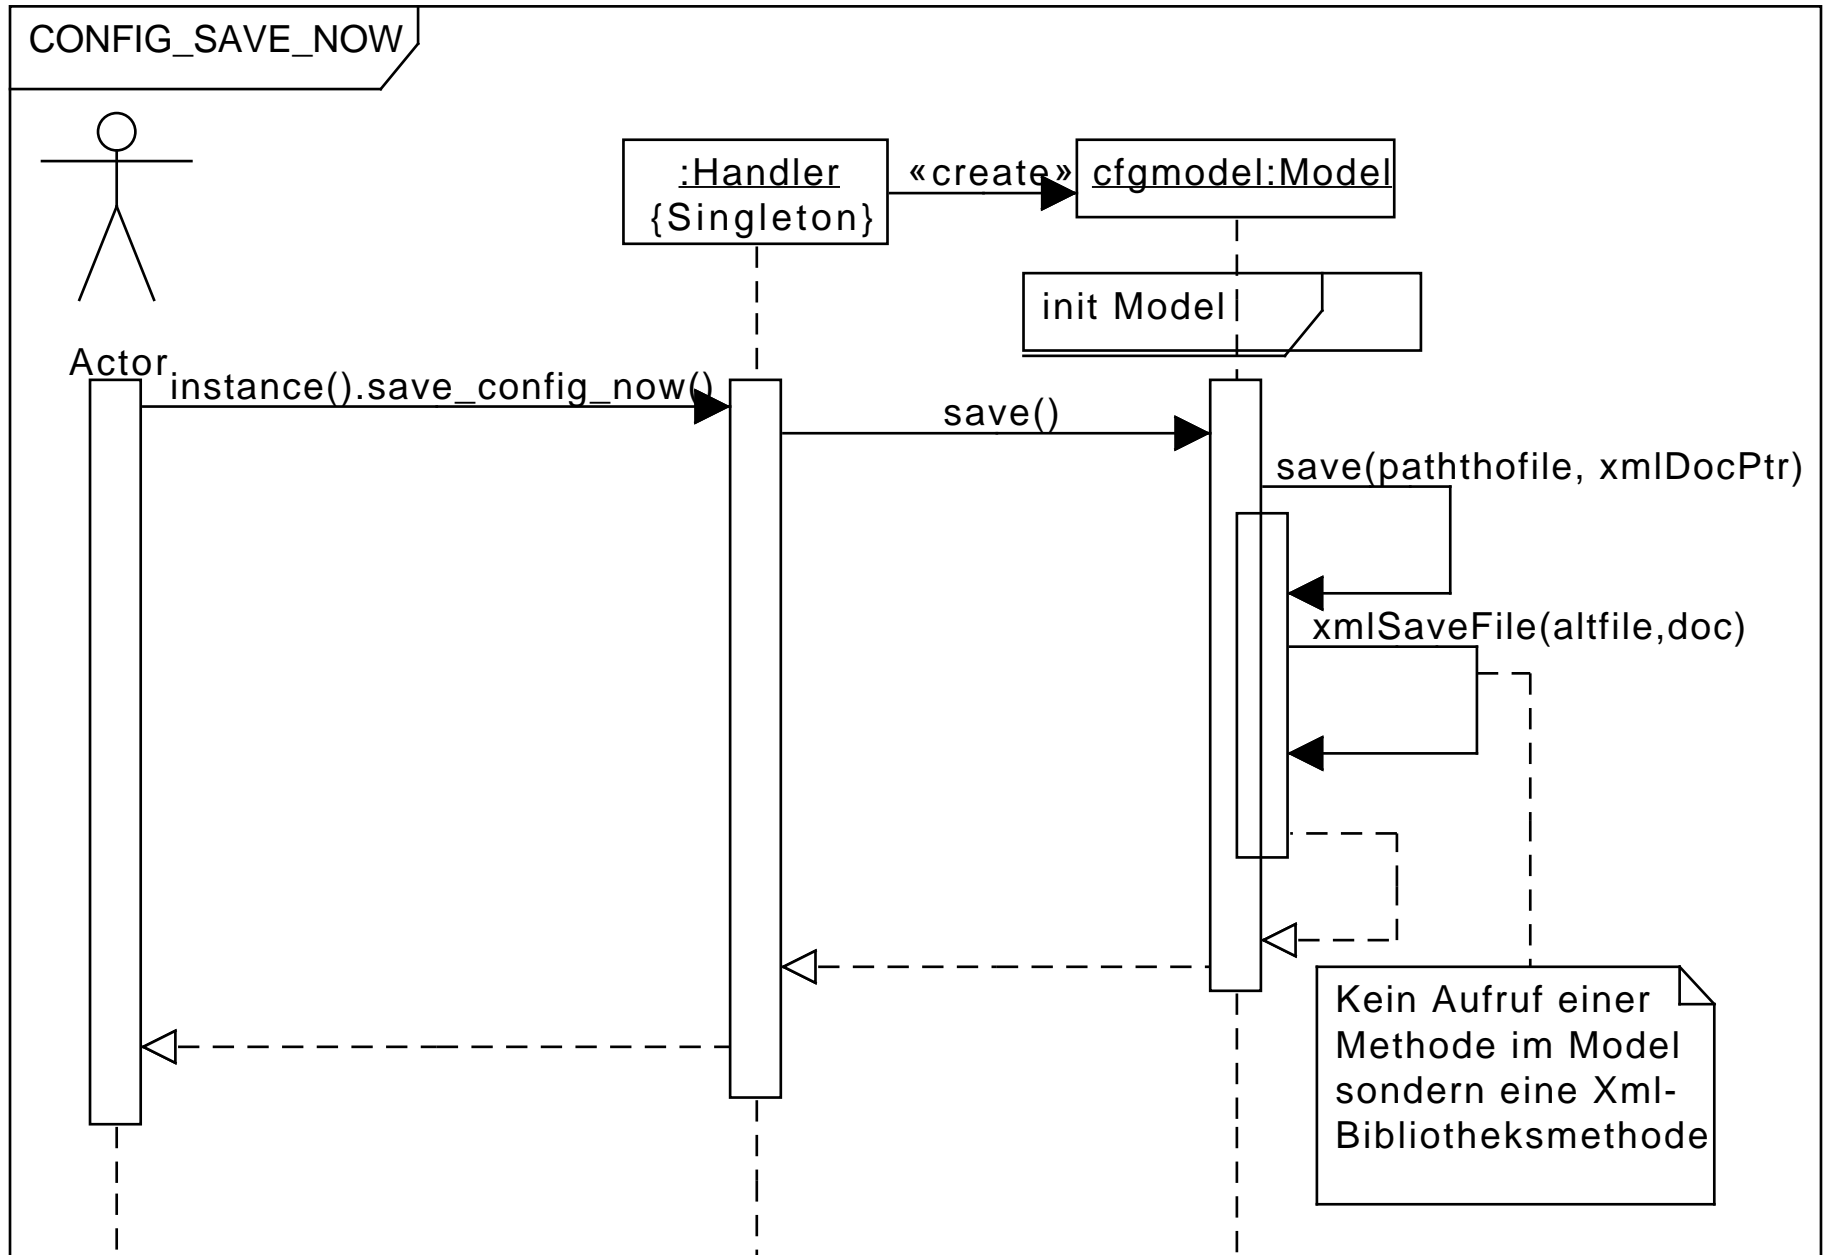 CONFIG_SAVE_NOW
:Handler
{Singleton}
«create»
cfgmodel:Model
init Model
Actor
instance().save_config_now()
save()
save(paththofile, xmlDocPtr)
xmlSaveFile(altfile,doc)
Kein Aufruf einer
Methode im Model
sondern eine Xml-
Bibliotheksmethode